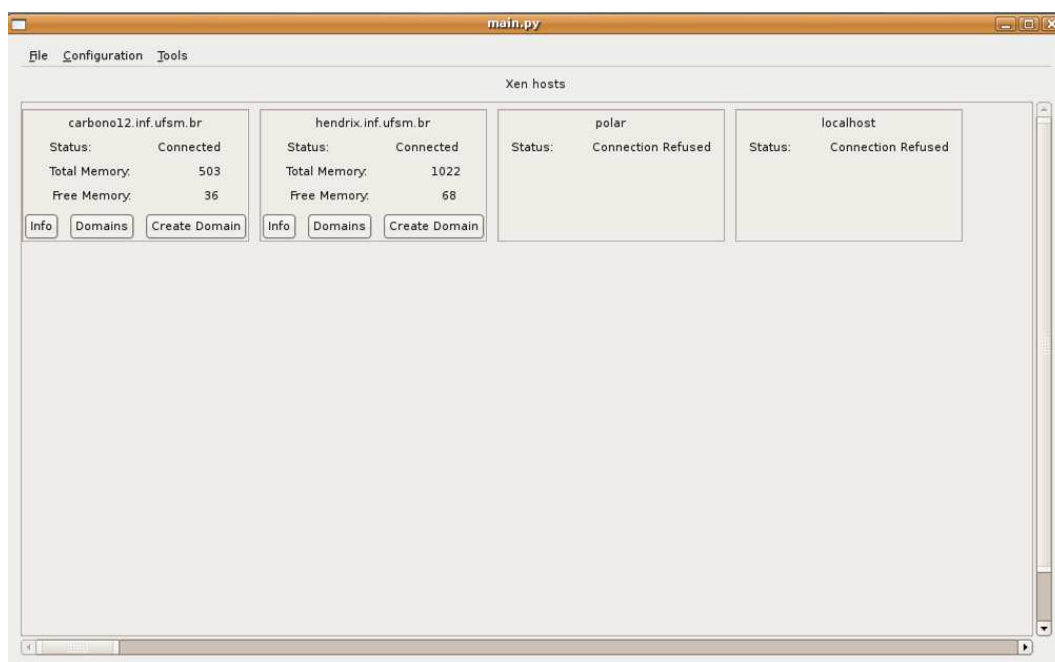 main.py
File Configuration Tools
Xen hosts
carbono12.inf.ufsm.br
Status: Connected
Total Memory: 503
Free Memory: 36
Info Domains Create Domain
hendrix.inf.ufsm.br
Status: Connected
Total Memory: 1022
Free Memory: 68
Info Domains Create Domain
polar
Status: Connection Refused
localhost
Status: Connection Refused